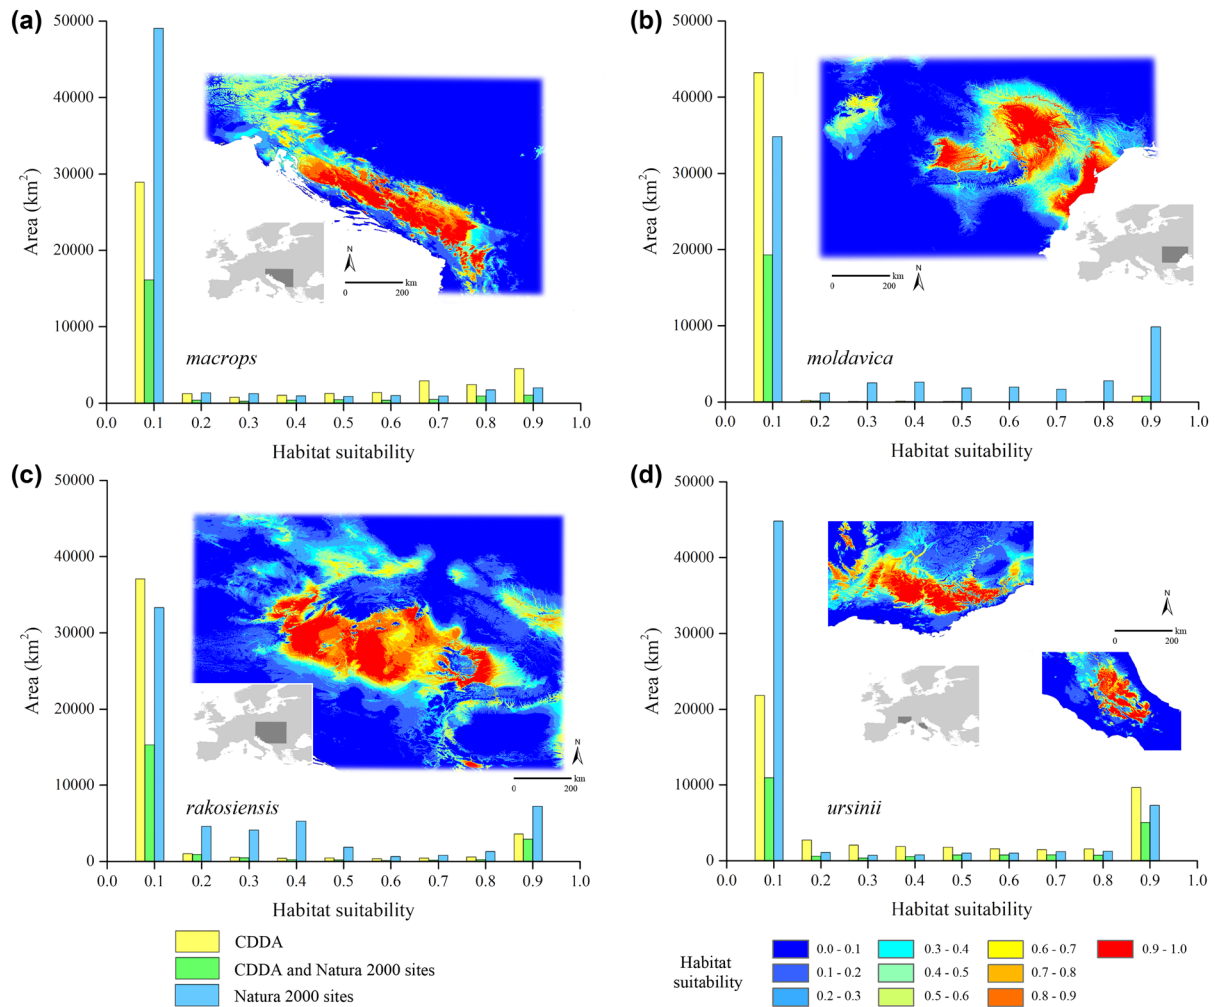 (a)
50000
40000
30000
20000
10000
0
Area (km2)
N
0 200 km
macrops
0.0 0.1 0.2 0.3 0.4 0.5 0.6 0.7 0.8 0.9 1.0
Habitat suitability
(b)
50000
40000
30000
20000
10000
0
Area (km2)
0 200 km
N
moldavica
0.0 0.1 0.2 0.3 0.4 0.5 0.6 0.7 0.8 0.9 1.0
Habitat suitability
(c)
50000
40000
30000
20000
10000
0
Area (km2)
N
km
0 200
rakosiensis
0.0 0.1 0.2 0.3 0.4 0.5 0.6 0.7 0.8 0.9 1.0
Habitat suitability
(d)
50000
40000
30000
20000
10000
0
Area (km2)
N
km
0 200
ursinii
0.0 0.1 0.2 0.3 0.4 0.5 0.6 0.7 0.8 0.9 1.0
Habitat suitability
CDDA
CDDA and Natura 2000 sites
Natura 2000 sites
Habitat
suitability
0.0 - 0.1
0.1 - 0.2
0.2 - 0.3
0.3 - 0.4
0.4 - 0.5
0.5 - 0.6
0.6 - 0.7
0.7 - 0.8
0.8 - 0.9
0.9 - 1.0